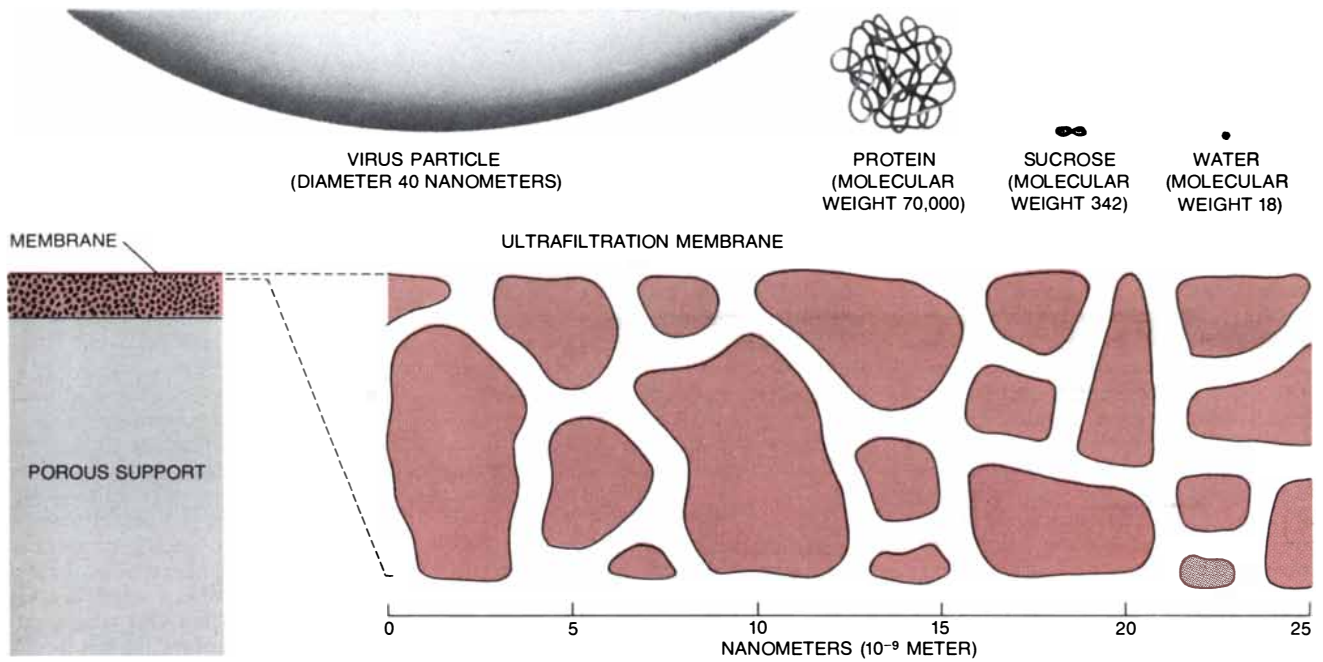 VIRUS PARTICLE
(DIAMETER 40 NANOMETERS)
PROTEIN
(MOLECULAR
WEIGHT 70,000)
SUCROSE
(MOLECULAR
WEIGHT 342)
WATER
(MOLECULAR
WEIGHT 18)
MEMBRANE
ULTRAFILTRATION MEMBRANE
POROUS SUPPORT
0 5 10 15 20 25
NANOMETERS (10⁻⁹ METER)